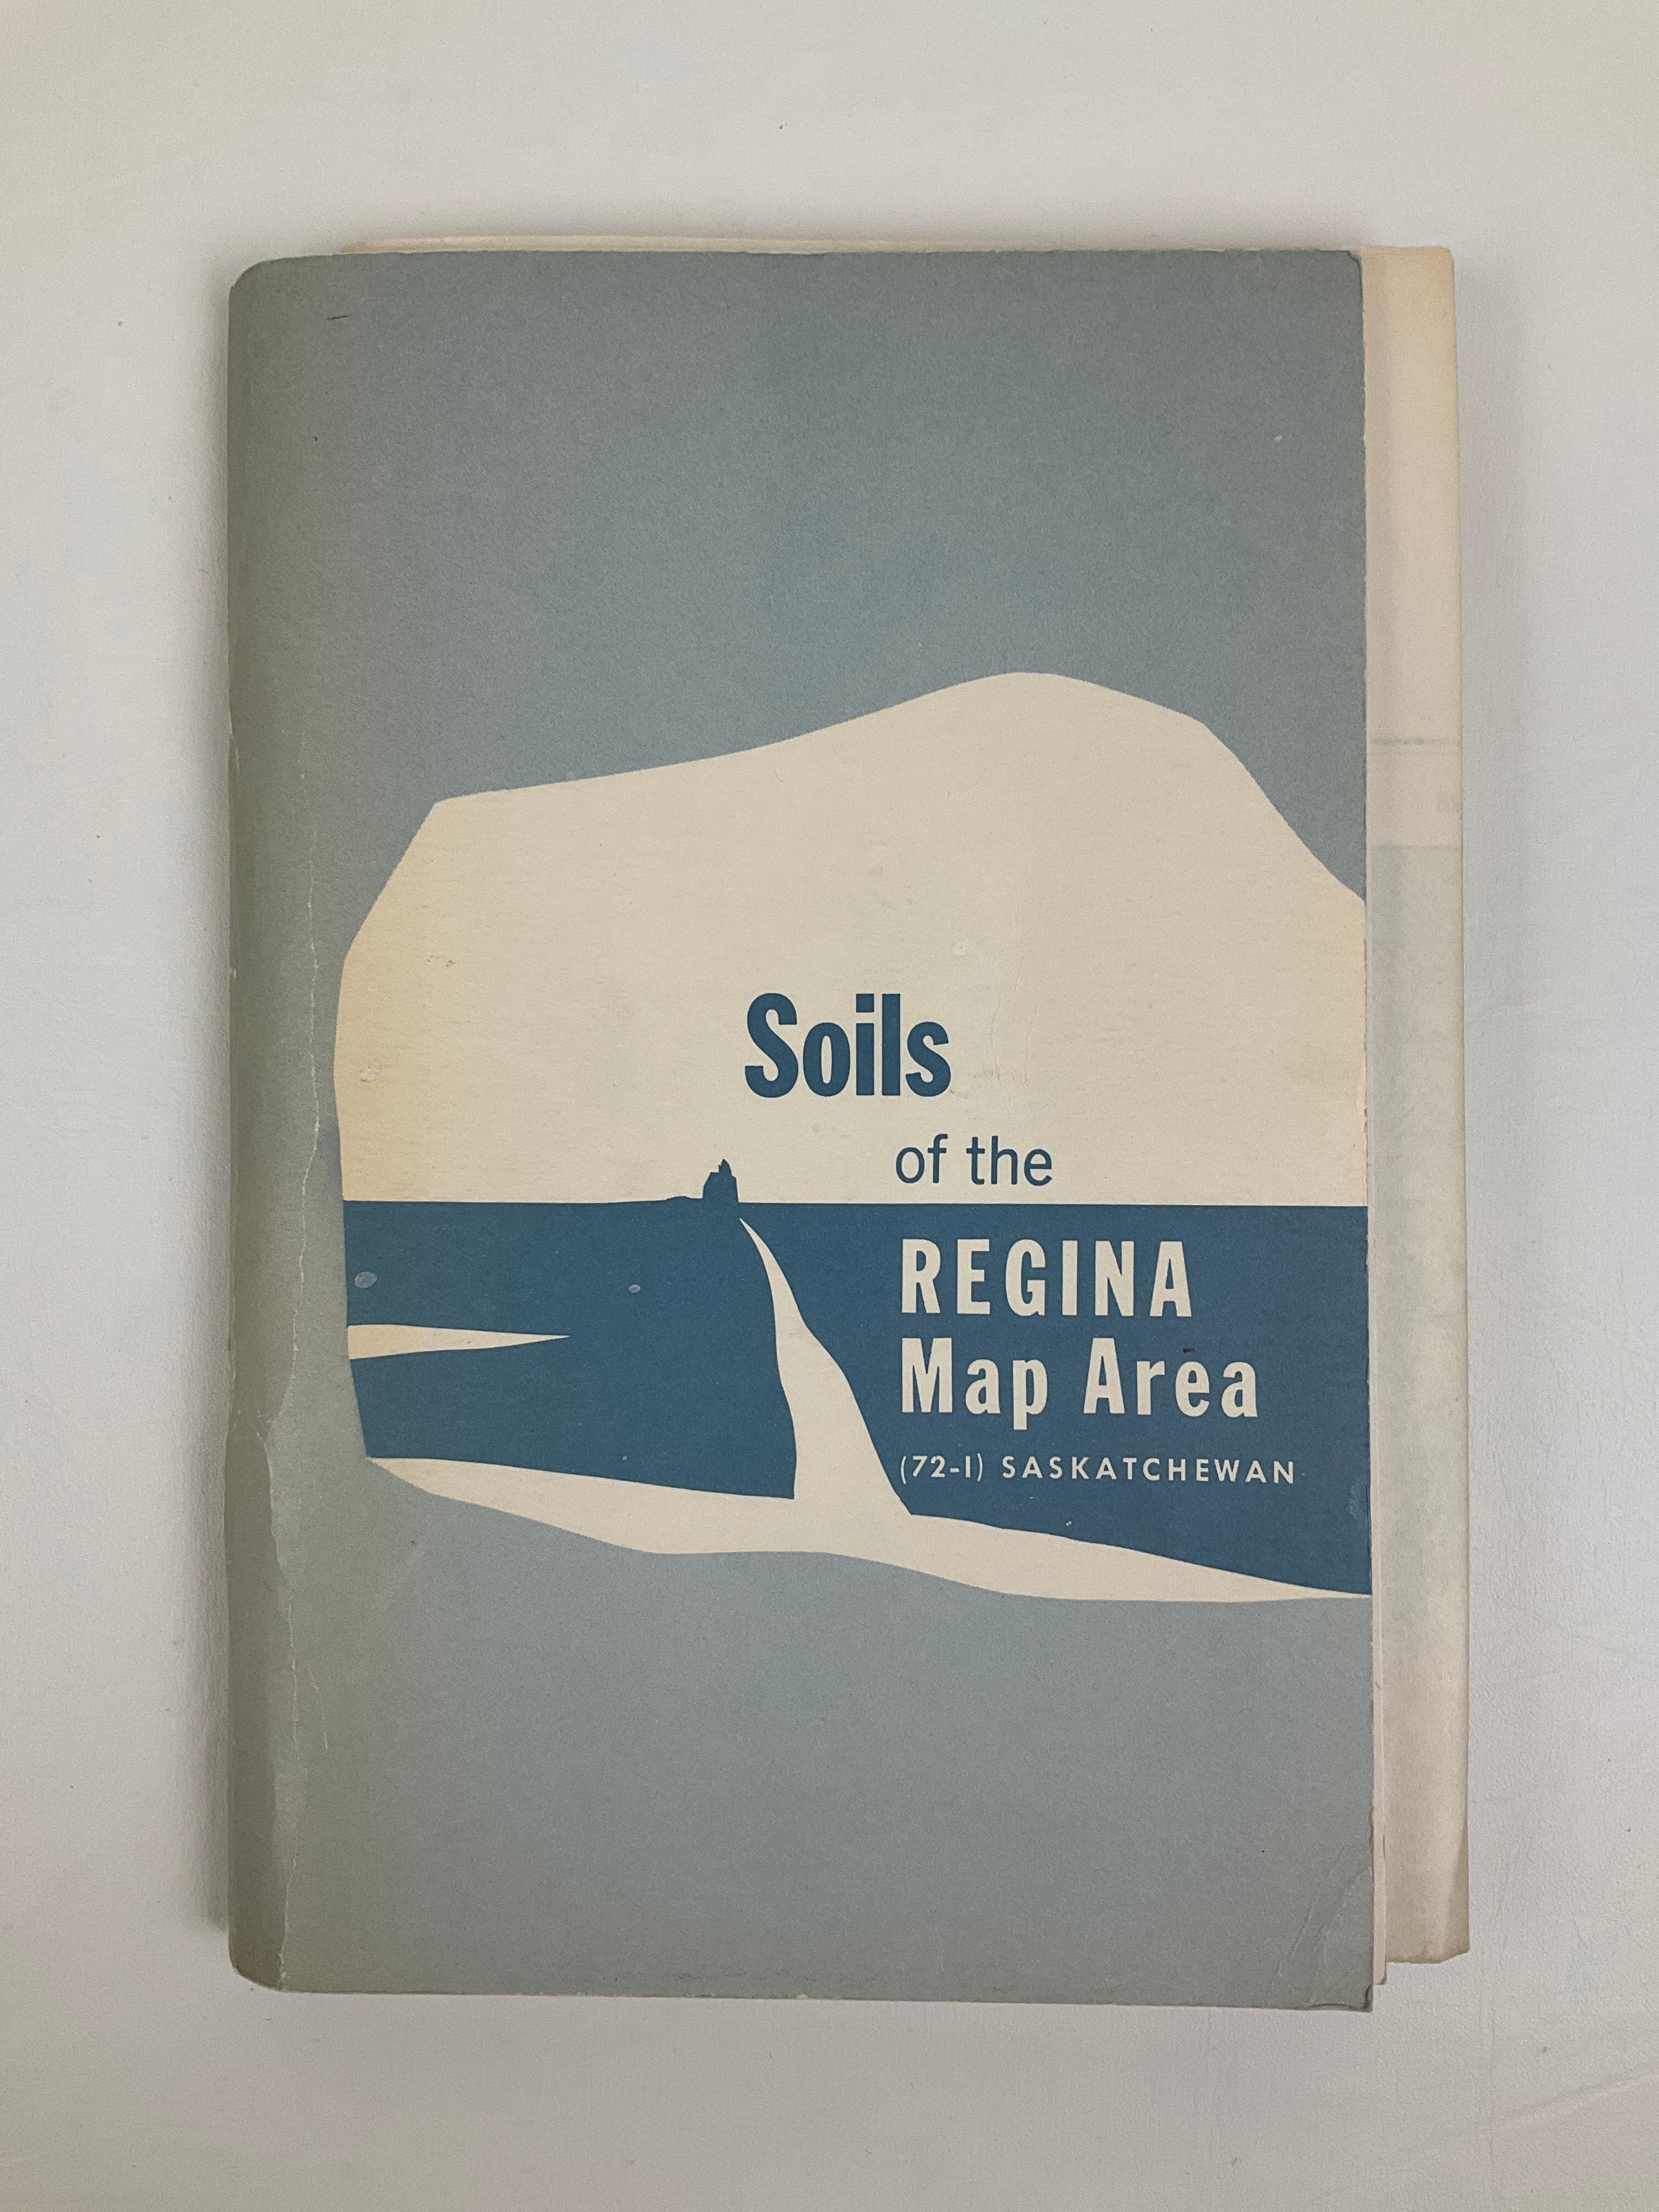 Soils
of the
REGINA
Map Area
(72-I) SASKATCHEWAN